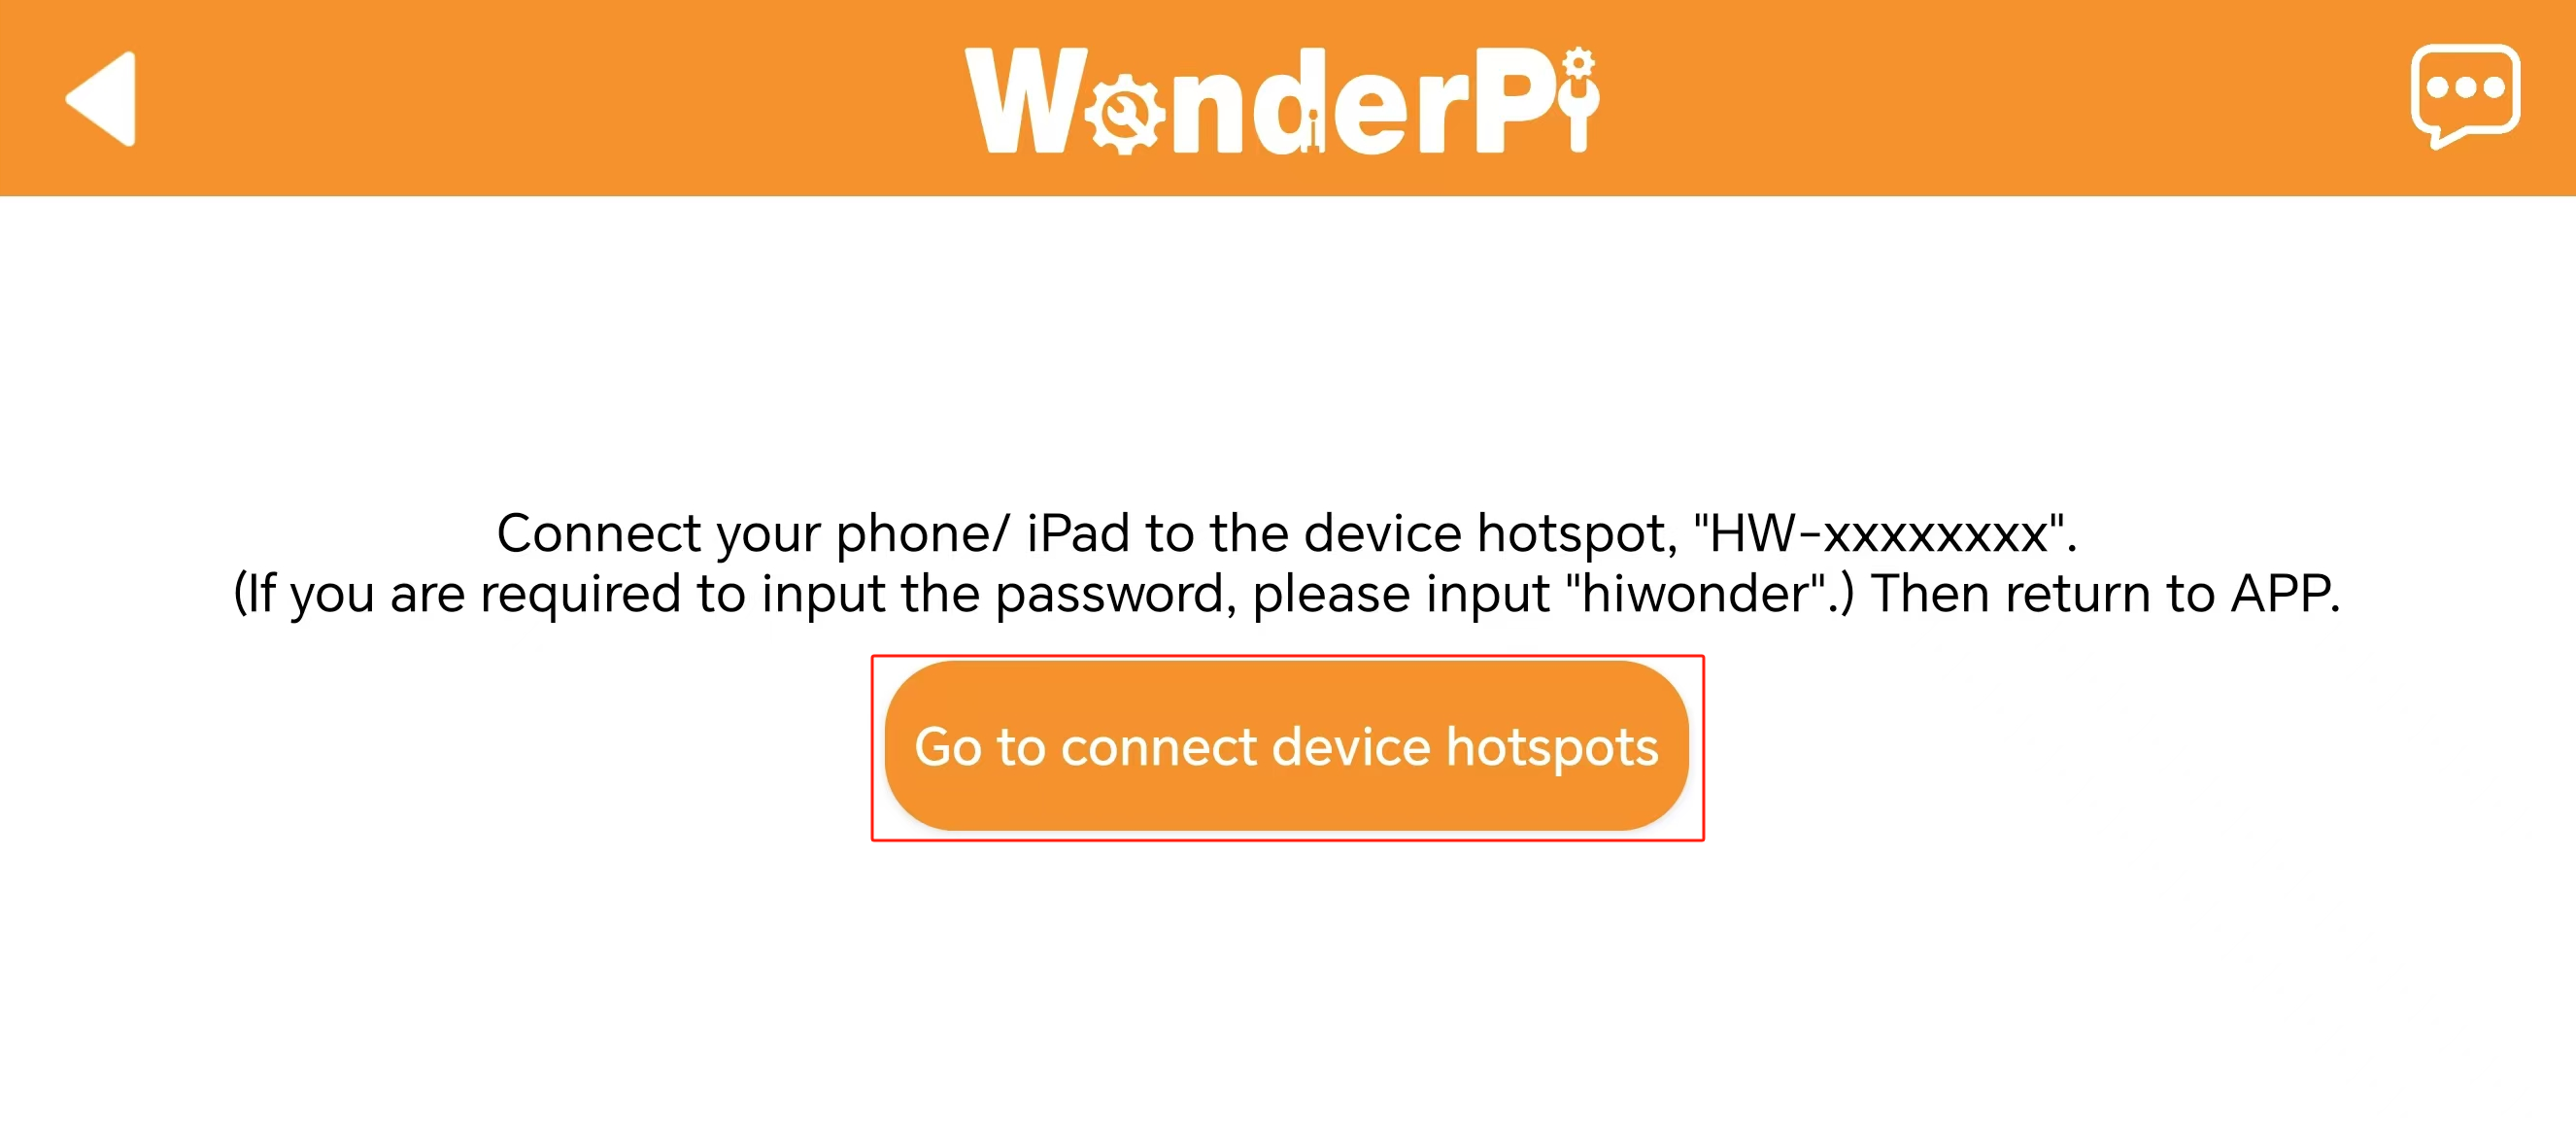 WonderPi
Connect your phone/ iPad to the device hotspot, "HW-xxxxxxxx".
(If you are required to input the password, please input "hiwonder".) Then return to APP.
Go to connect device hotspots